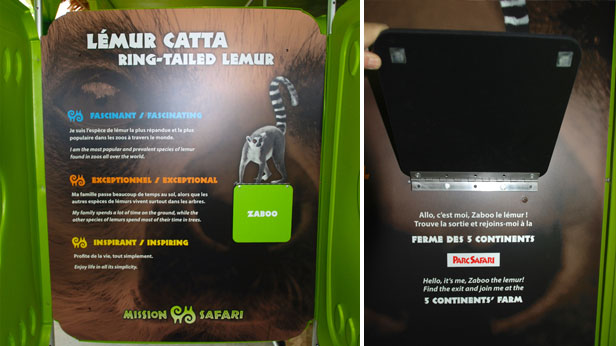 LÉMUR CATTA
RING-TAILED LEMUR
FASCINANT / FASCINATING
Je suis l'espèce de lémur la plus répandue et la plus
populaire dans les zoos à travers le monde.
I am the most popular and prevalent species of lemur
found in zoos all over the world.
EXCEPTIONNEL / EXCEPTIONAL
Ma famille passe beaucoup de temps au sol, alors que les
autres espèces de lémurs vivent surtout dans les arbres.
My family spends a lot of time on the ground, while the
other species of lemurs spend most of their time in trees.
ZABOO
INSPIRANT / INSPIRING
Profite de la vie, tout simplement.
Enjoy life in all its simplicity.
MISSION SAFARI
Allo, c'est moi, Zaboo le lémur !
Trouve la sortie et rejoins-moi à la
FERME DES 5 CONTINENTS
PARC SAFARI
Hello, it's me, Zaboo the lemur!
Find the exit and join me at the
5 CONTINENTS' FARM